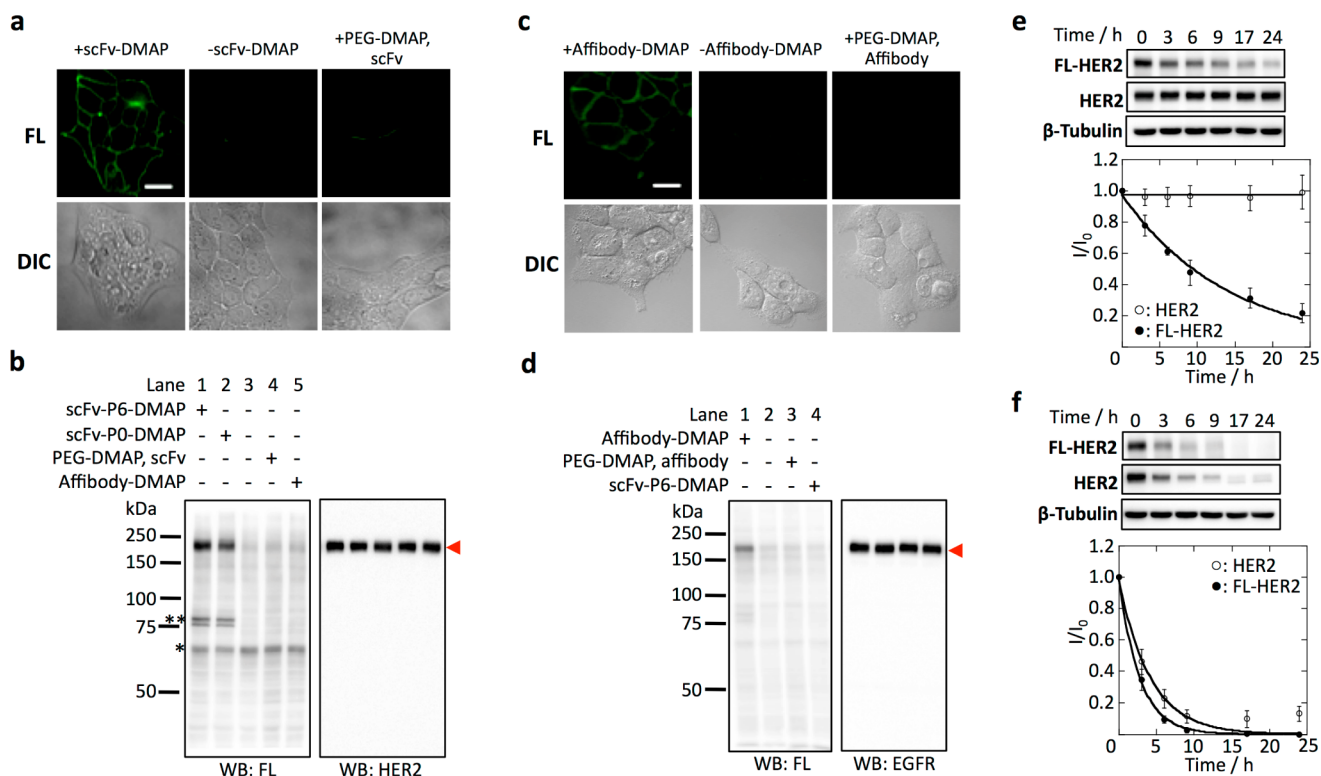 a
+scFv-DMAP
-scFv-DMAP
+PEG-DMAP,
scFv
FL
DIC
b
Lane 1 2 3 4 5
scFv-P6-DMAP + - - - -
scFv-P0-DMAP - + - - -
PEG-DMAP, scFv - - - + -
Affibody-DMAP - - - - +
kDa
250
150
100
**
75
*
50
WB: FL
WB: HER2
c
+Affibody-DMAP
-Affibody-DMAP
+PEG-DMAP,
Affibody
FL
DIC
d
Lane 1 2 3 4
Affibody-DMAP + - - -
PEG-DMAP, affibody - - + -
scFv-P6-DMAP - - - +
kDa
250
150
100
75
50
WB: FL
WB: EGFR
e
Time / h 0 3 6 9 17 24
FL-HER2
HER2
β-Tubulin
1.2
1.0
0.8
0.6
0.4
0.2
I/I0
○: HER2
●: FL-HER2
0 5 10 15 20 25
Time / h
f
Time / h 0 3 6 9 17 24
FL-HER2
HER2
β-Tubulin
1.2
1.0
0.8
0.6
0.4
0.2
I/I0
○: HER2
●: FL-HER2
0 5 10 15 20 25
Time / h